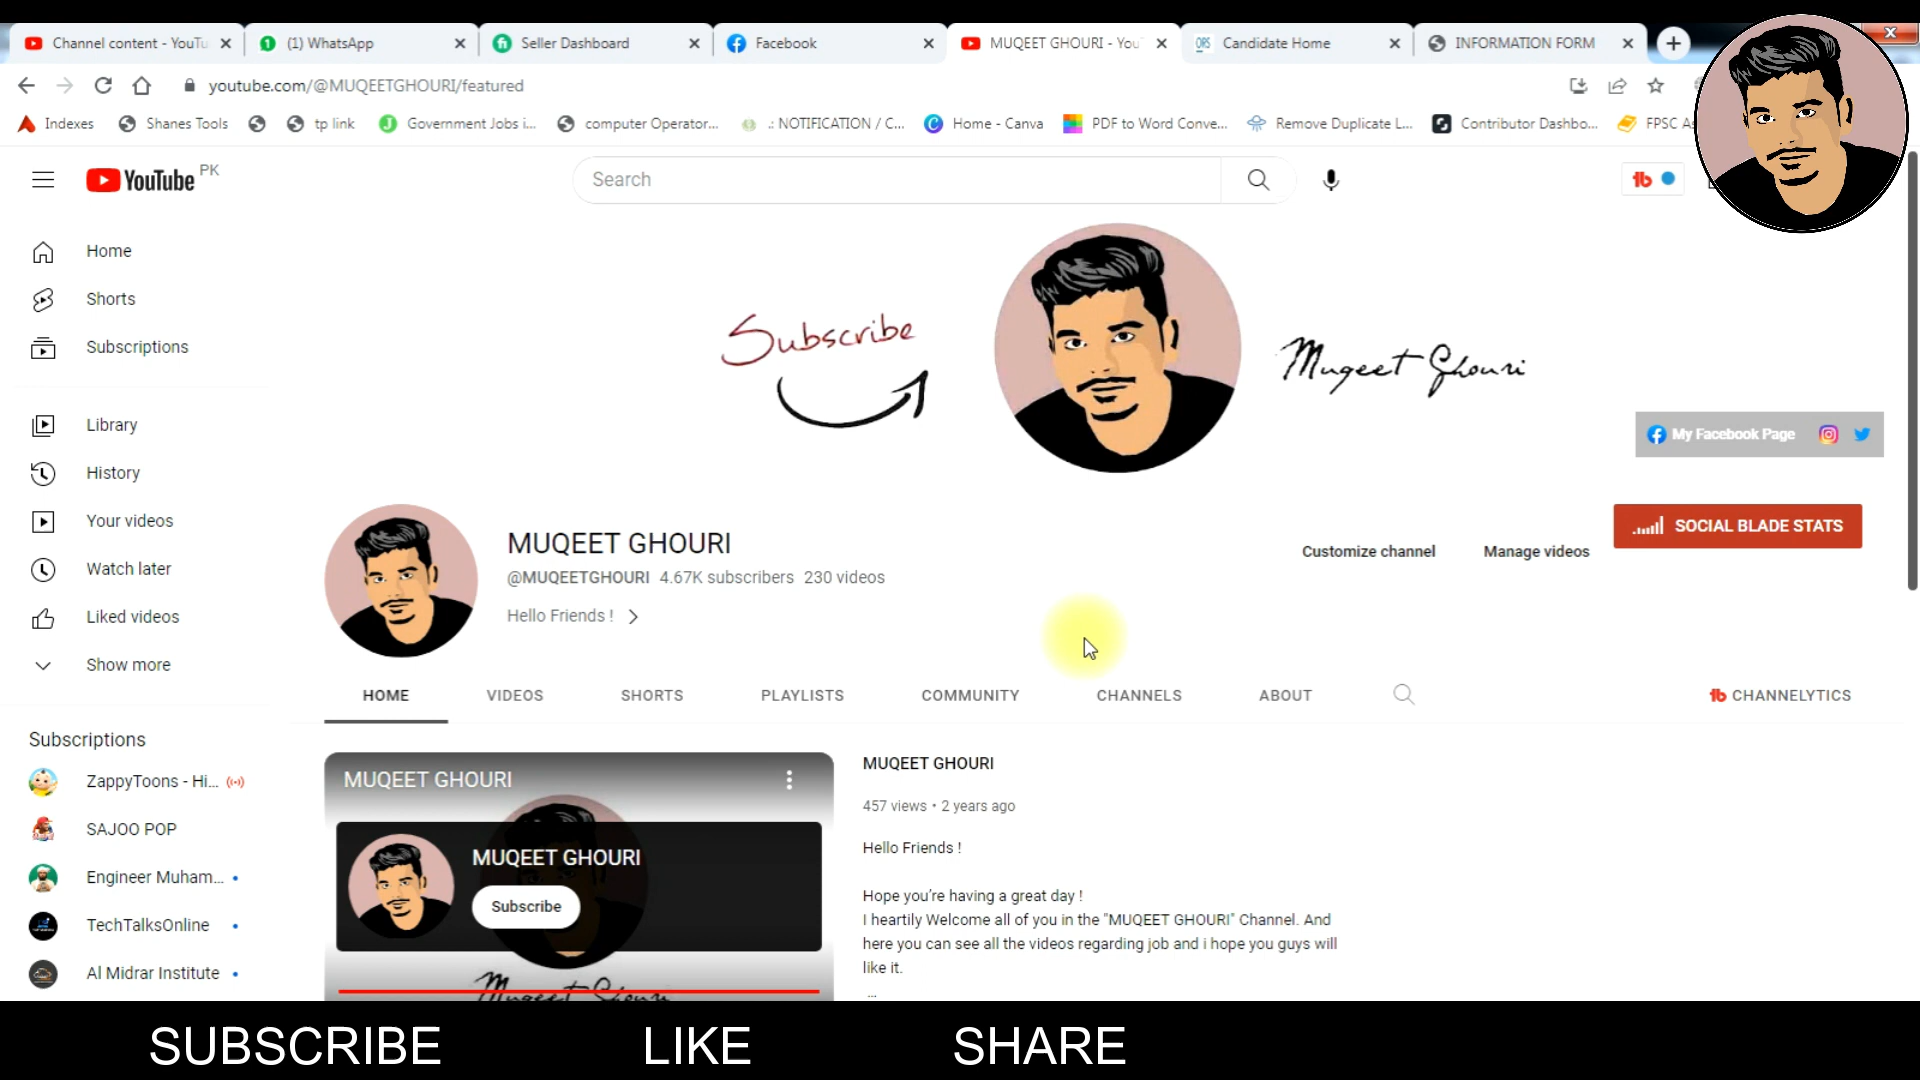 Channel content - YouTu
(1) WhatsApp
Seller Dashboard
Facebook
MUQEET GHOURI - You
Candidate Home
INFORMATION FORM
youtube.com/@MUQEETGHOURI/featured
Indexes
Shanes Tools
tp link
Government Jobs i...
computer Operator...
.: NOTIFICATION / C...
Home - Canva
PDF to Word Conve...
Remove Duplicate L...
Contributor Dashbo...
FPSC
YouTube PK
Search
Home
Shorts
Subscriptions
Library
History
Your videos
Watch later
Liked videos
Show more
Subscriptions
ZappyToons - Hi...
SAJOO POP
Engineer Muham...
TechTalksOnline
Al Midrar Institute
Subscribe
Muqeet Ghouri
My Facebook Page
MUQEET GHOURI
@MUQEETGHOURI 4.67K subscribers 230 videos
Hello Friends !
Customize channel
Manage videos
SOCIAL BLADE STATS
HOME
VIDEOS
SHORTS
PLAYLISTS
COMMUNITY
CHANNELS
ABOUT
CHANNELYTICS
MUQEET GHOURI
MUQEET GHOURI
Subscribe
Muqeet Ghouri
MUQEET GHOURI
457 views • 2 years ago
Hello Friends !
Hope you're having a great day !
I heartily Welcome all of you in the "MUQEET GHOURI" Channel. And
here you can see all the videos regarding job and i hope you guys will
like it.
...
SUBSCRIBE LIKE SHARE